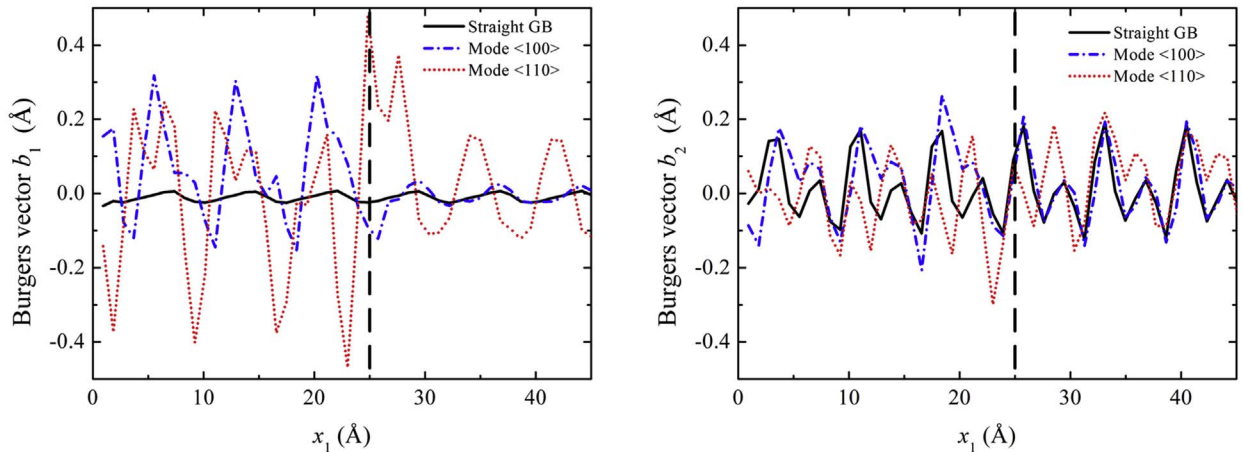 0.4
0.2
0.0
-0.2
-0.4
Burgers vector b1 (Å)
Straight GB
Mode <100>
Mode <110>
0 10 20 30 40
x1 (Å)
0.4
0.2
0.0
-0.2
-0.4
Burgers vector b2 (Å)
Straight GB
Mode <100>
Mode <110>
0 10 20 30 40
x1 (Å)